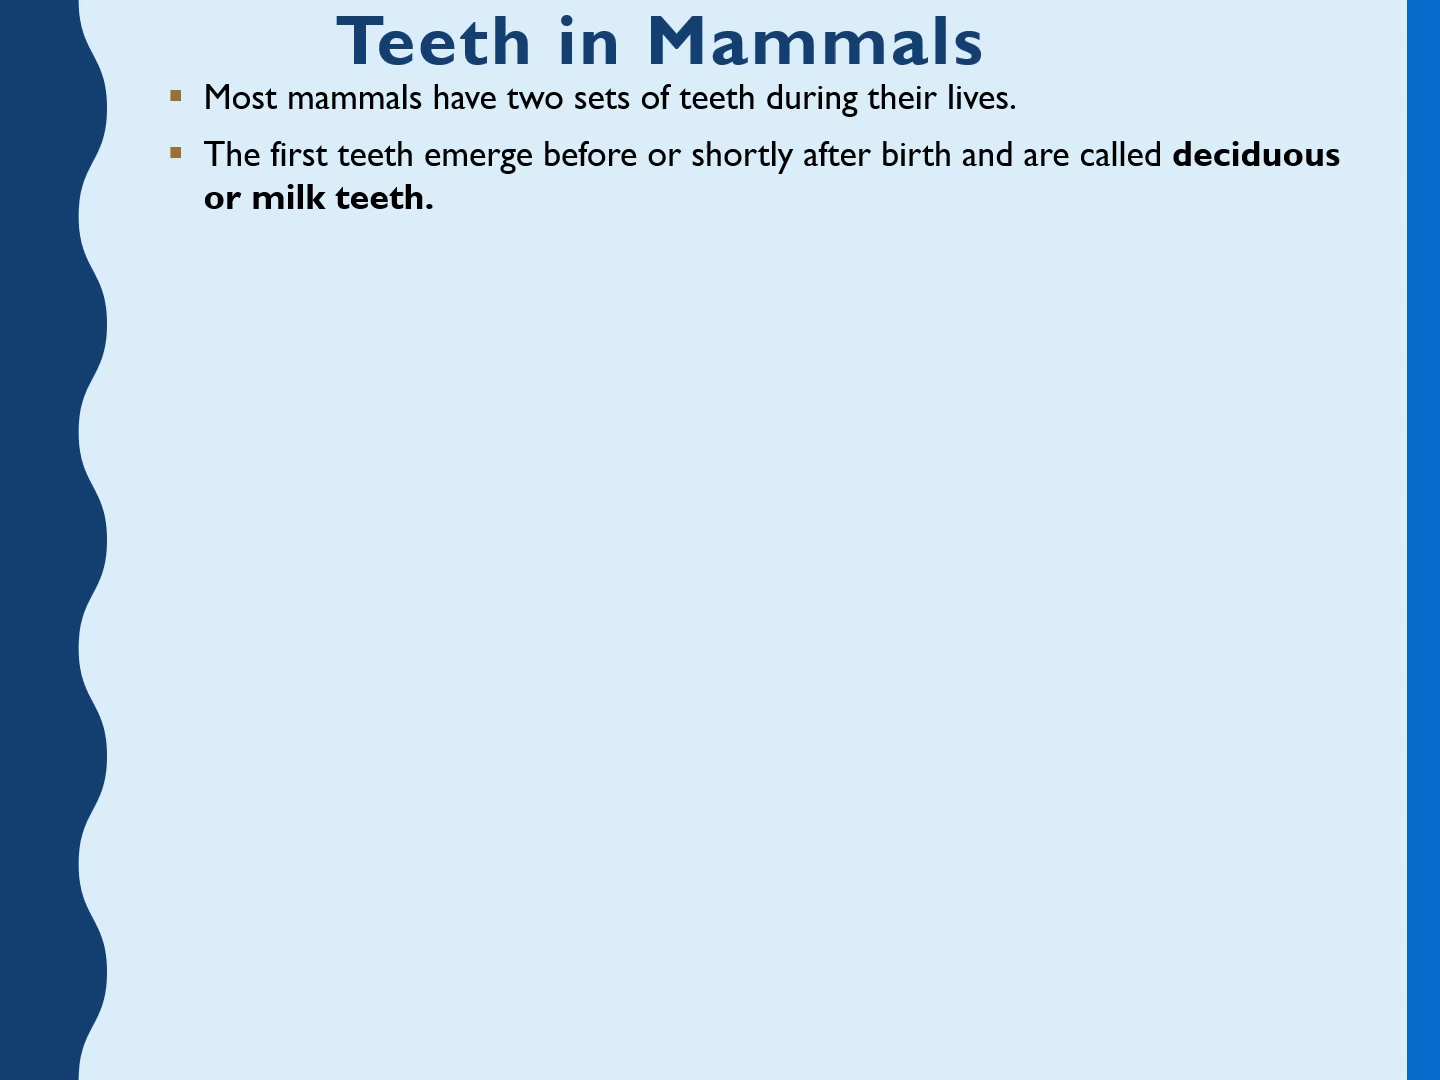 Teeth in Mammals
▪ Most mammals have two sets of teeth during their lives.
▪ The first teeth emerge before or shortly after birth and are called deciduous
or milk teeth.